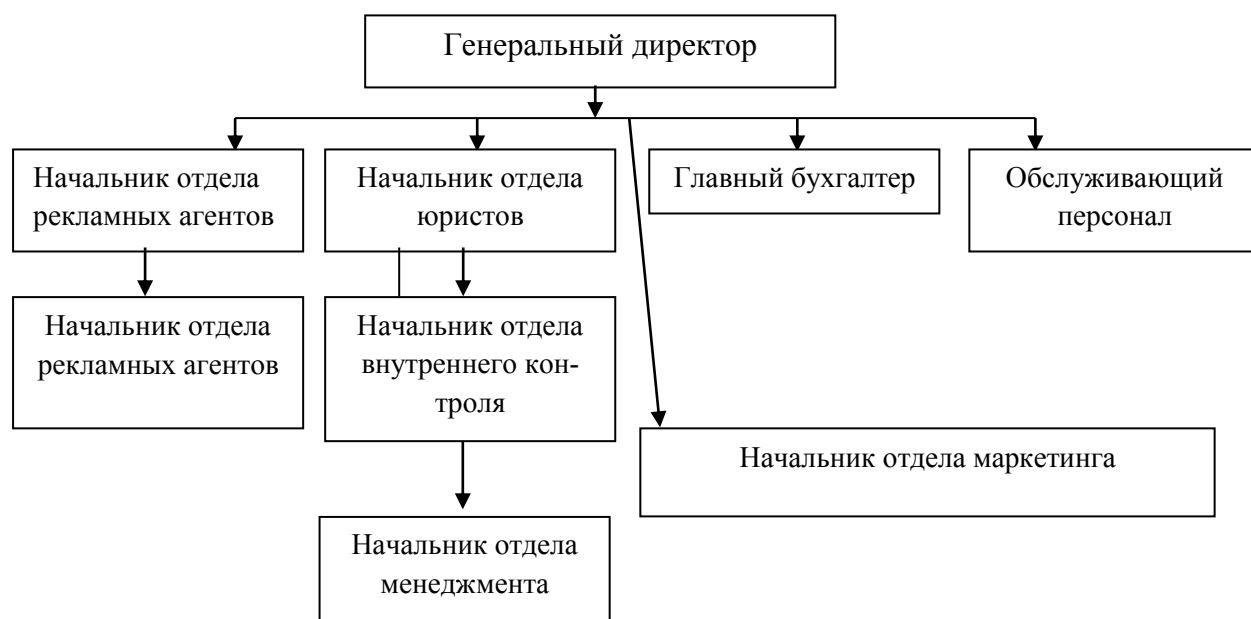 Генеральный директор
Начальник отдела
рекламных агентов
Начальник отдела
юристов
Главный бухгалтер
Обслуживающий
персонал
Начальник отдела
рекламных агентов
Начальник отдела
внутреннего кон-
троля
Начальник отдела маркетинга
Начальник отдела
менеджмента